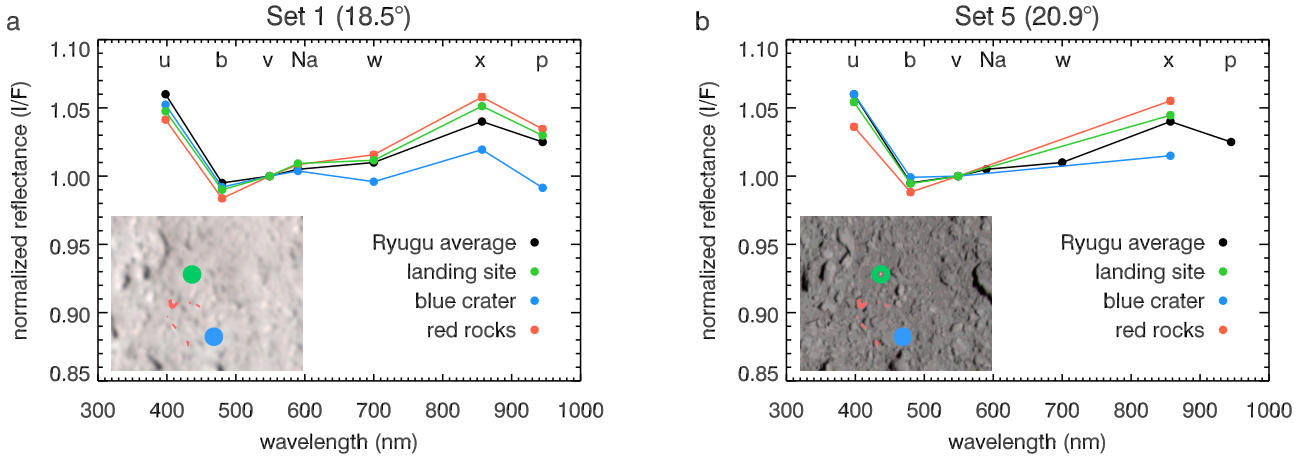 a
Set 1 (18.5°)
normalized reflectance (I/F)
1.10
1.05
1.00
0.95
0.90
0.85
u b v Na w x p
Ryugu average
landing site
blue crater
red rocks
300 400 500 600 700 800 900 1000
wavelength (nm)
b
Set 5 (20.9°)
normalized reflectance (I/F)
1.10
1.05
1.00
0.95
0.90
0.85
u b v Na w x p
Ryugu average
landing site
blue crater
red rocks
300 400 500 600 700 800 900 1000
wavelength (nm)